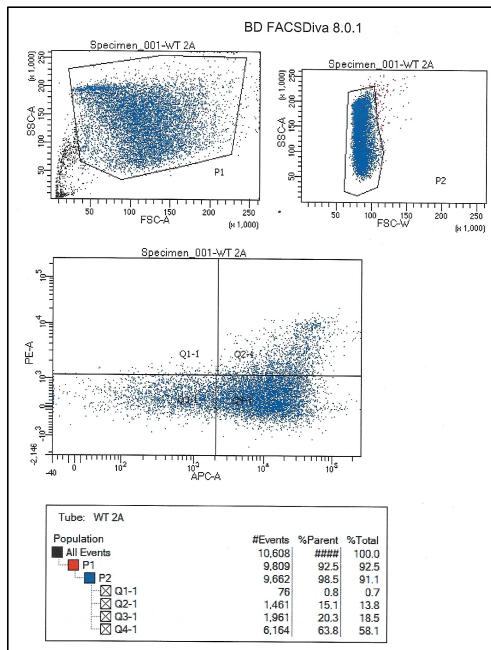 BD FACSDiva 8.0.1
Specimen_001-WT 2A
SSC-A
(x 1,000)
50 100 150 200 250
P1
50 100 150 200 250
FSC-A
(x 1,000)
Specimen_001-WT 2A
SSC-A
(x 1,000)
50 100 150 200 250
P2
50 100 150 200 250
FSC-W
(x 1,000)
Specimen_001-WT 2A
PE-A
10^5
10^4
10^3
0
-10^3
-2,146
Q1-1
Q2-1
-40 0 10^2 10^3 10^4 10^5
APC-A
Tube: WT 2A
Population #Events %Parent %Total
All Events 10,608 #### 100.0
P1 9,809 92.5 92.5
P2 9,662 98.5 91.1
Q1-1 76 0.8 0.7
Q2-1 1,461 15.1 13.8
Q3-1 1,961 20.3 18.5
Q4-1 6,164 63.8 58.1